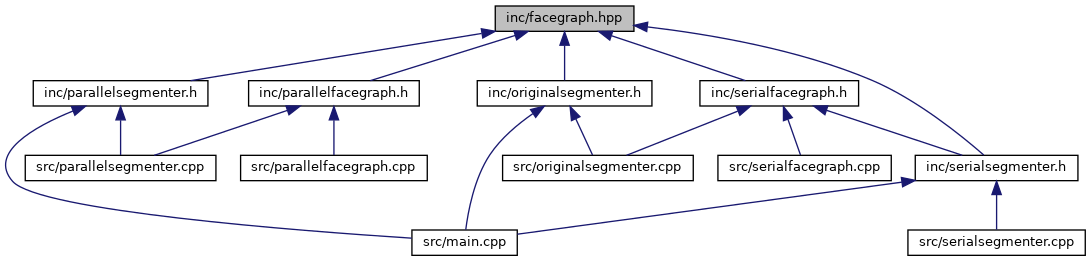 inc/facegraph.hpp
inc/parallelsegmenter.h
inc/parallelfacegraph.h
inc/originalsegmenter.h
inc/serialfacegraph.h
src/parallelsegmenter.cpp
src/parallelfacegraph.cpp
src/originalsegmenter.cpp
src/serialfacegraph.cpp
inc/serialsegmenter.h
src/main.cpp
src/serialsegmenter.cpp